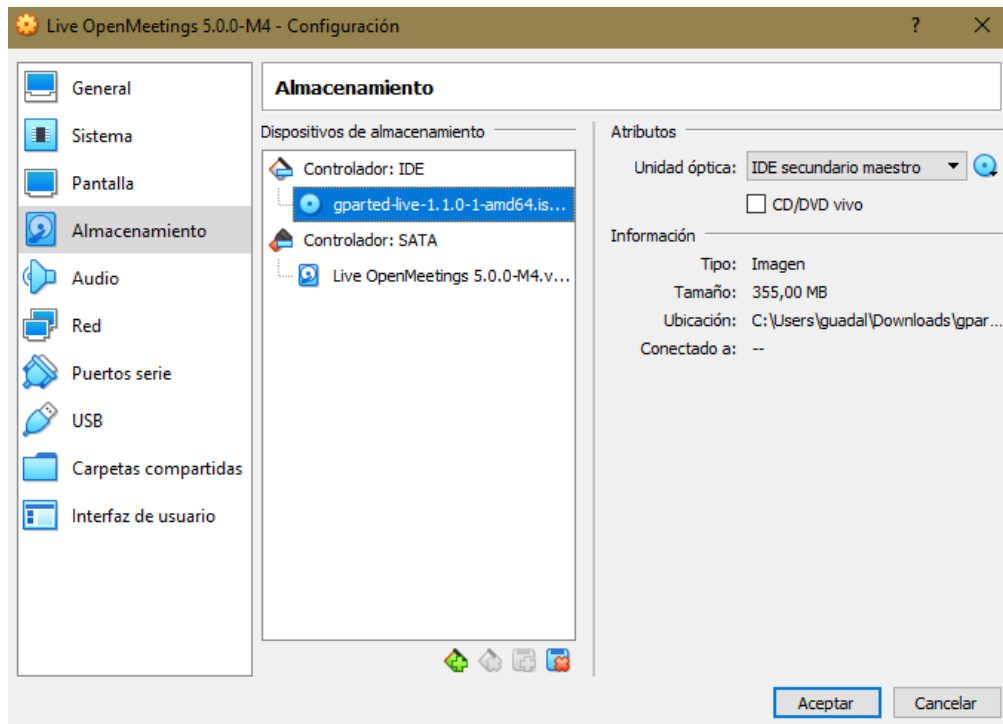 Live OpenMeetings 5.0.0-M4 - Configuración
?
General
Sistema
Pantalla
Almacenamiento
Audio
Red
Puertos serie
USB
Carpetas compartidas
Interfaz de usuario
Almacenamiento
Dispositivos de almacenamiento
Controlador: IDE
gparted-live-1.1.0-1-amd64.is...
Controlador: SATA
Live OpenMeetings 5.0.0-M4.v...
Atributos
Unidad óptica: IDE secundario maestro
CD/DVD vivo
Información
Tipo: Imagen
Tamaño: 355,00 MB
Ubicación: C:\Users\guadal\Downloads\gpar...
Conectado a: --
Aceptar
Cancelar